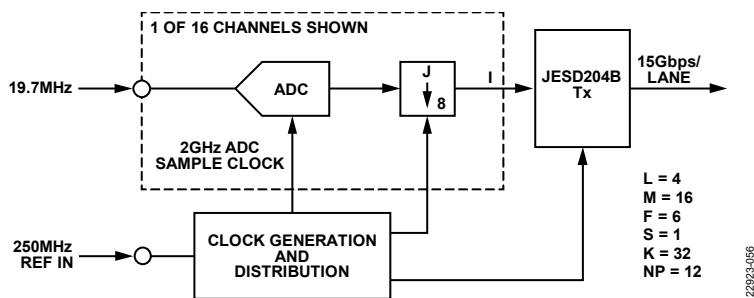 1 OF 16 CHANNELS SHOWN
19.7MHz
ADC
J
8
I
JESD204B
Tx
15Gbps/
LANE
2GHz ADC
SAMPLE CLOCK
250MHz
REF IN
CLOCK GENERATION
AND
DISTRIBUTION
L = 4
M = 16
F = 6
S = 1
K = 32
NP = 12
22923-056